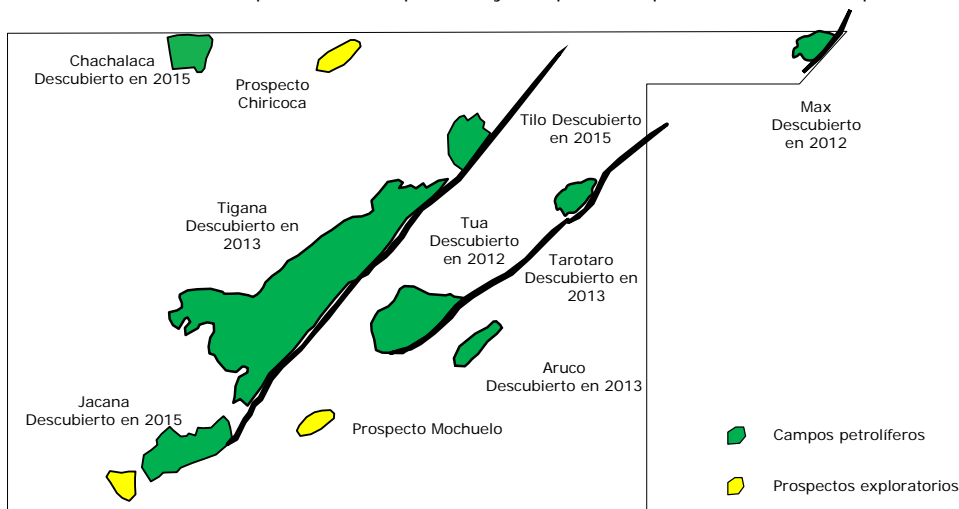 Chachalaca
Descubierto en 2015
Prospecto
Chiricoca
Tilo Descubierto
en 2015
Max
Descubierto
en 2012
Tigana
Descubierto en
2013
Tua
Descubierto
en 2012
Tarotaro
Descubierto en
2013
Aruco
Descubierto en 2013
Jacana
Descubierto en 2015
Prospecto Mochuelo
Campos petrolíferos
Prospectos exploratorios